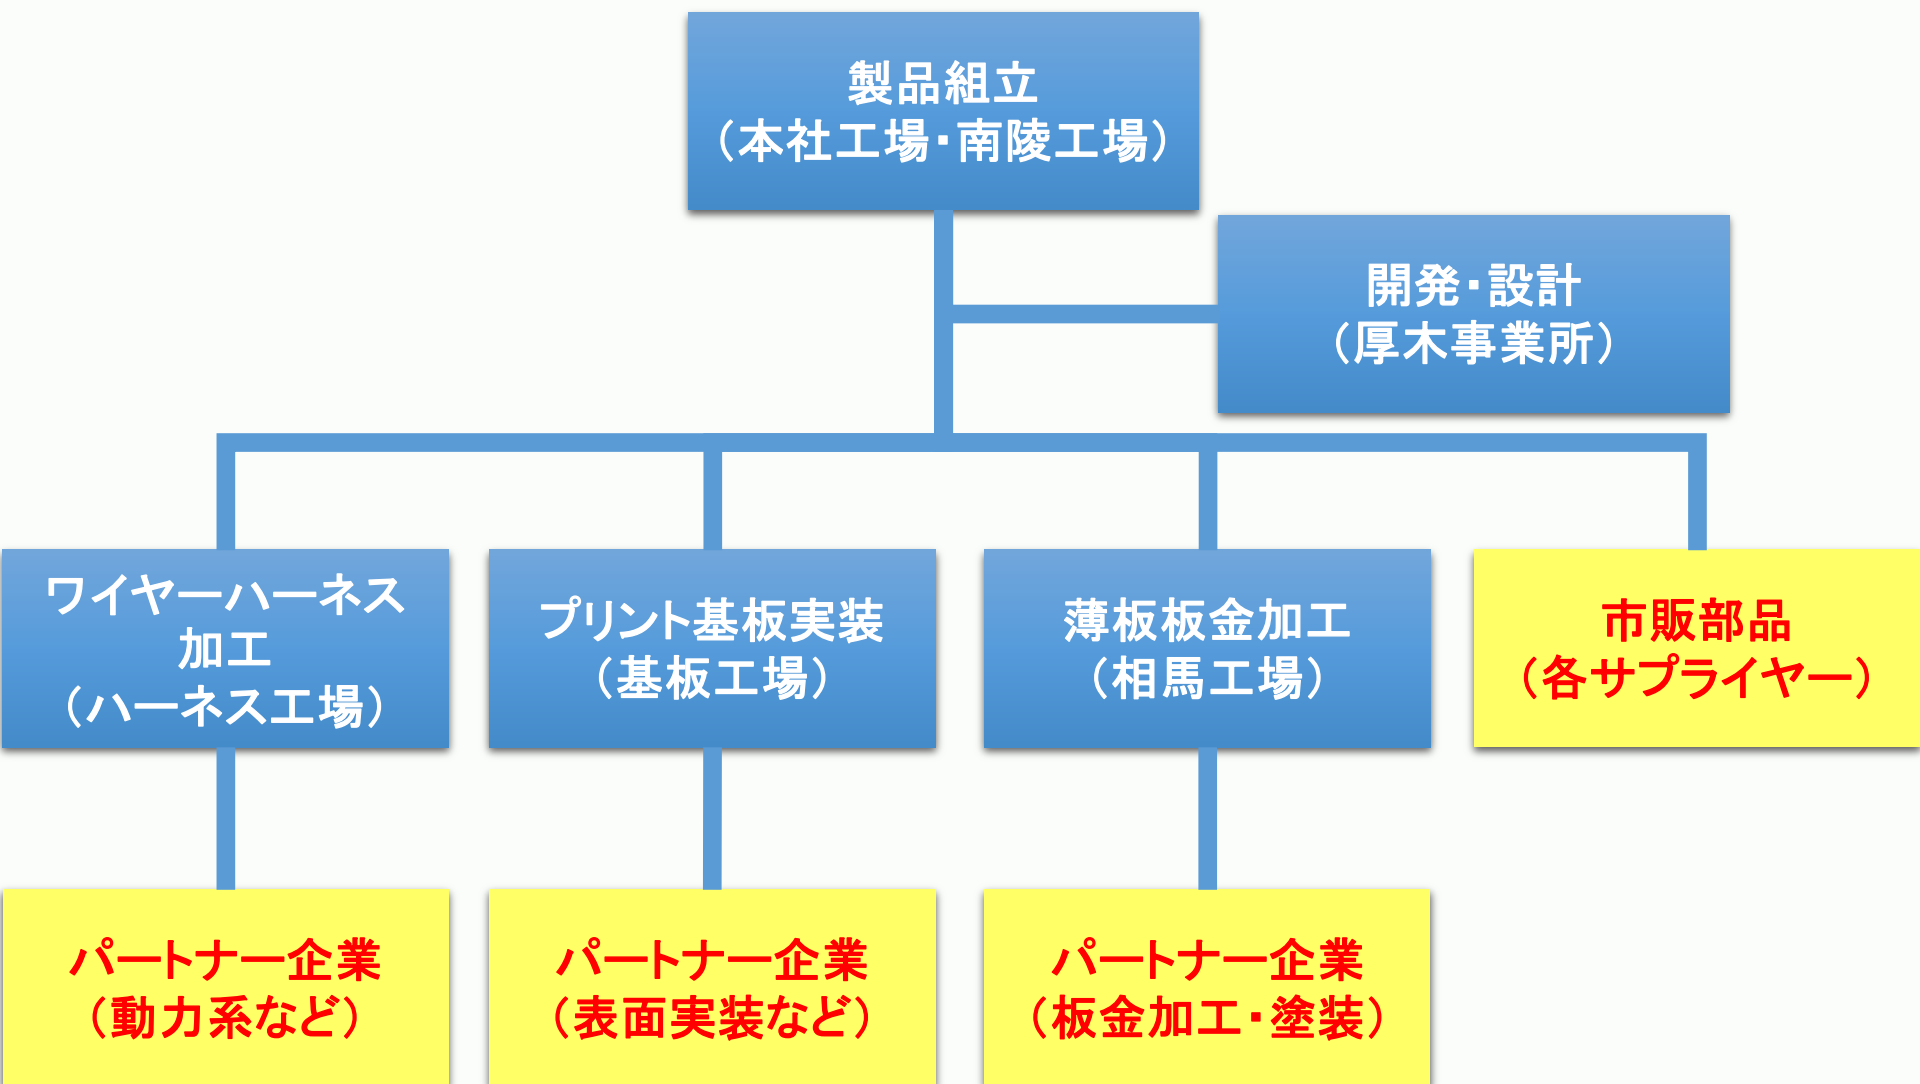 製品組立
（本社工場・南陵工場）
開発・設計
（厚木事業所）
ワイヤーハーネス
加工
（ハーネス工場）
プリント基板実装
（基板工場）
薄板板金加工
（相馬工場）
市販部品
（各サプライヤー）
パートナー企業
（動力系など）
パートナー企業
（表面実装など）
パートナー企業
（板金加工・塗装）